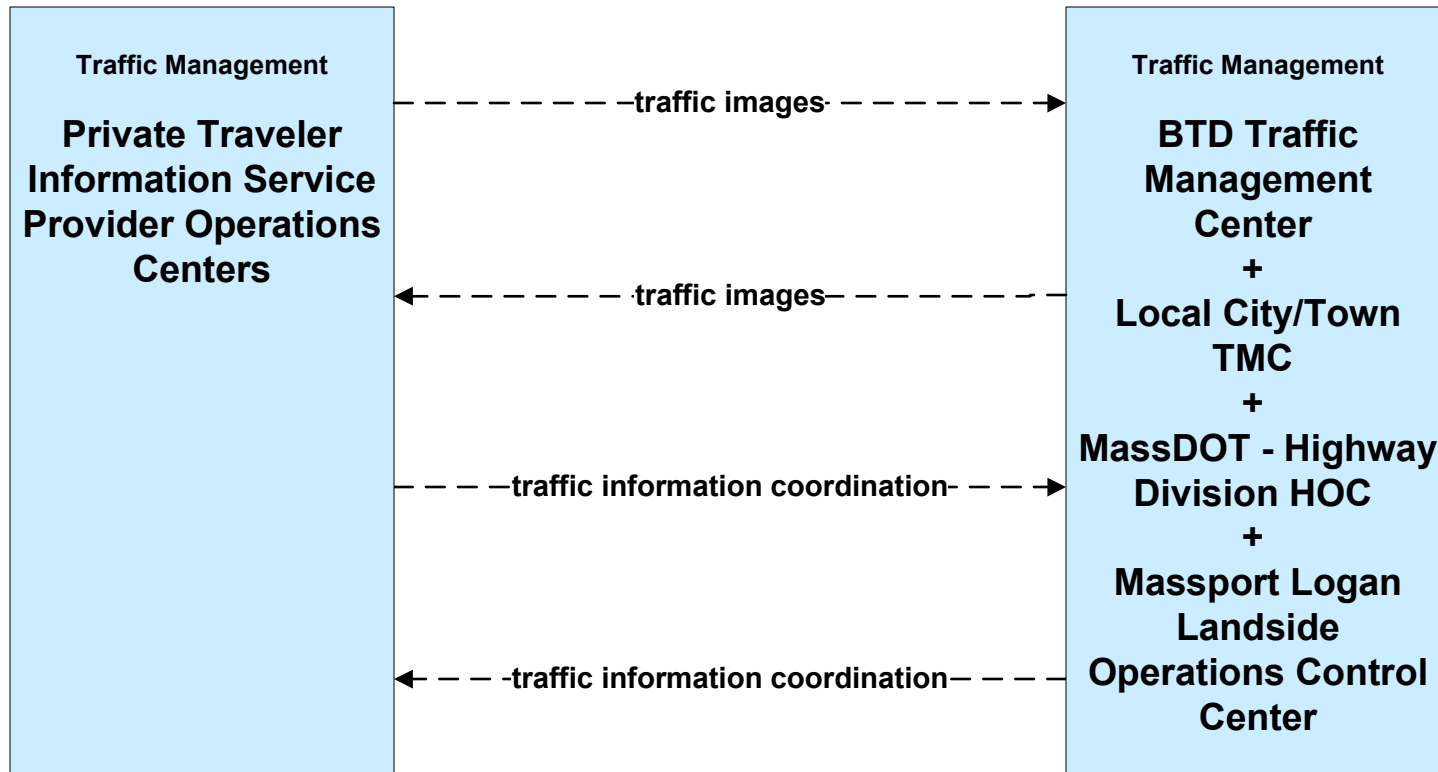 Traffic Management
Private Traveler
Information Service
Provider Operations
Centers
traffic images
traffic images
traffic information coordination
traffic information coordination
Traffic Management
BTD Traffic
Management
Center
+
Local City/Town
TMC
+
MassDOT - Highway
Division HOC
+
Massport Logan
Landside
Operations Control
Center